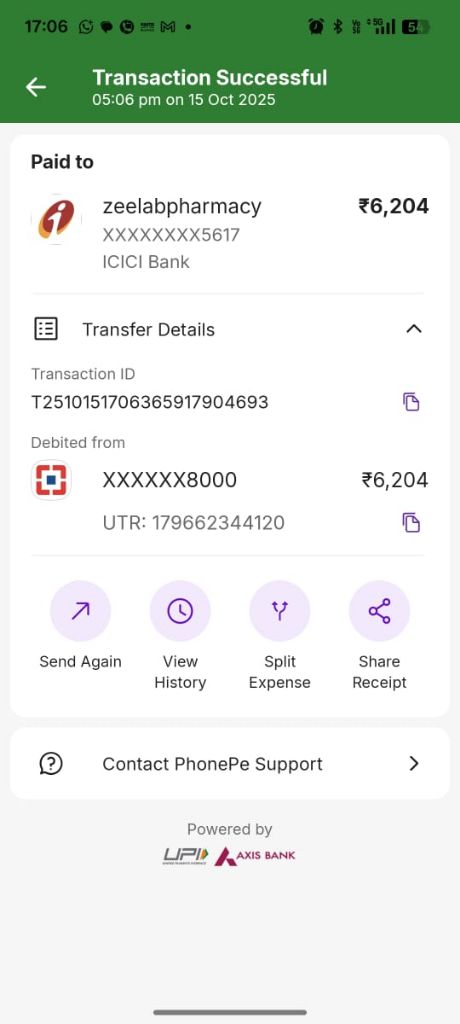 17:06
5G
54
Transaction Successful
05:06 pm on 15 Oct 2025
Paid to
zeelabpharmacy ₹6,204
XXXXXXXX5617
ICICI Bank
Transfer Details
Transaction ID
T2510151706365917904693
Debited from
XXXXXX8000 ₹6,204
UTR: 179662344120
Send Again
View History
Split Expense
Share Receipt
Contact PhonePe Support
Powered by
UPI AXIS BANK